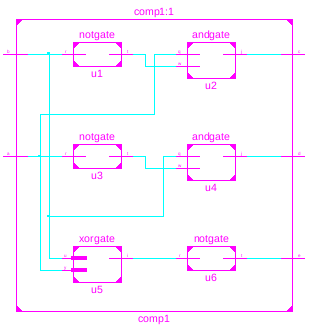 comp1:1
notgate
andgate
u1
u2
notgate
andgate
u3
u4
xorgate
notgate
u5
u6
comp1